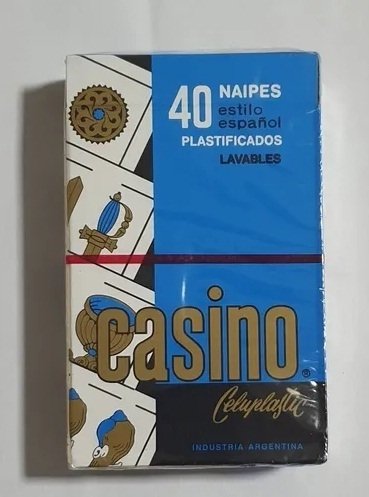 40 NAIPES
estilo
español
PLASTIFICADOS
LAVABLES
casino®
Celuplastic
INDUSTRIA ARGENTINA